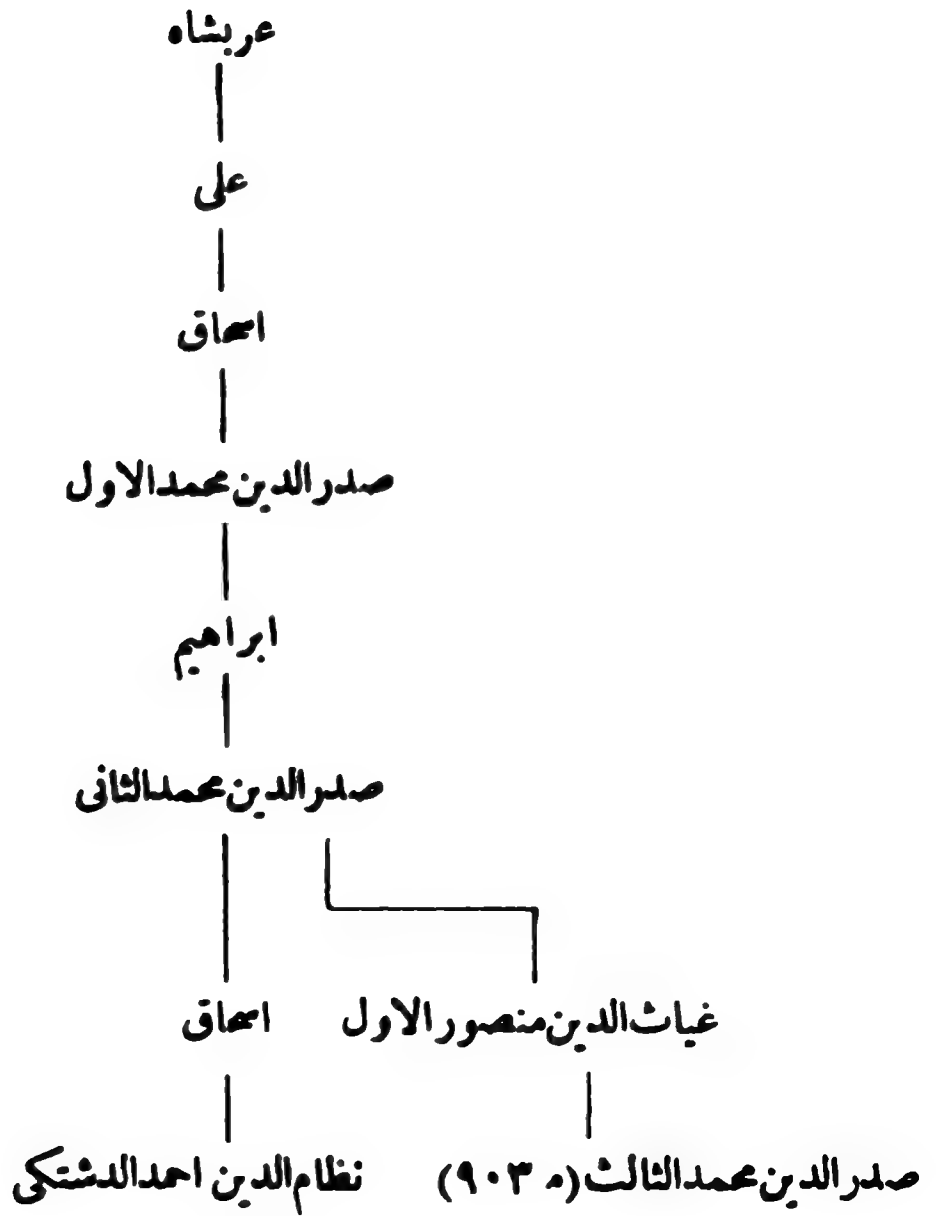 عربشاه
علی
اسحاق
صدرالدین محمدالاول
ابراهیم
صدرالدین محمدالثانی
غیاث‌الدین منصورالاول اسحاق
صدرالدین محمدالثالث (م ۹۰۳) نظام‌الدین احمدالدشتکی